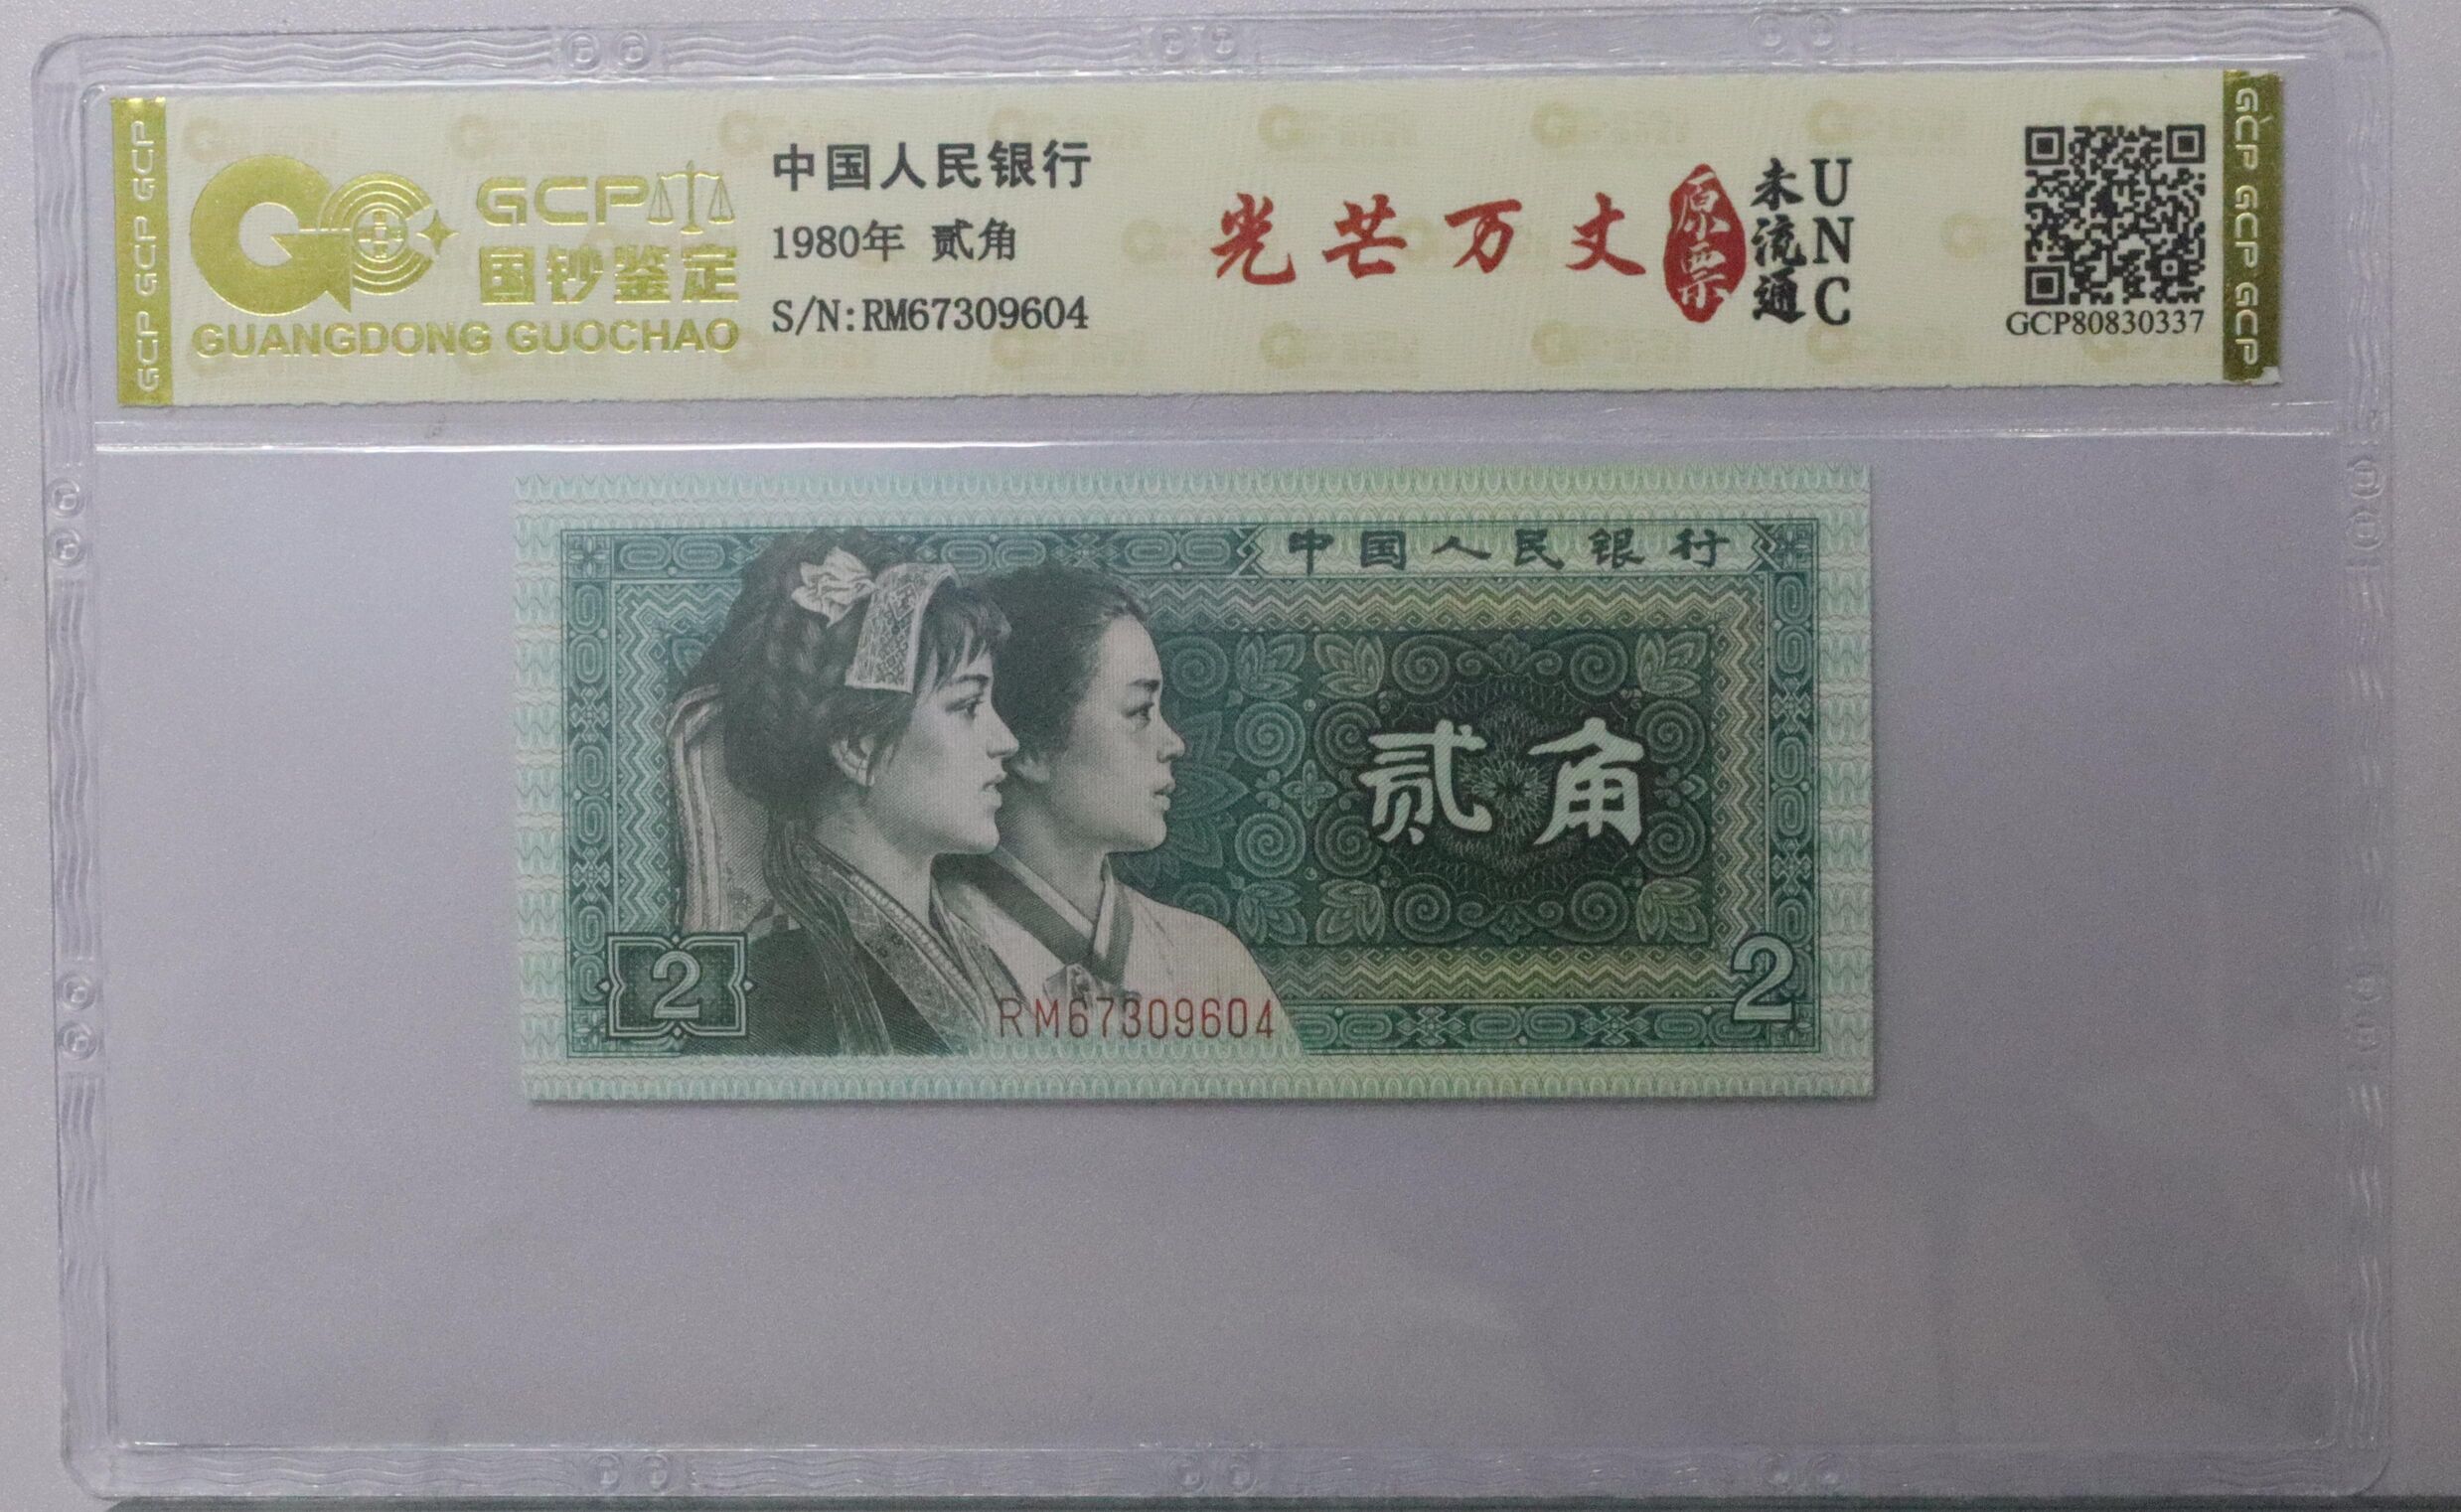 GCP GCP GCP
GCP
国钞鉴定
GUANGDONG GUOCHAO
中国人民银行
1980年 贰角
S/N:RM67309604
光芒万丈
原票
未流通
UNC
GCP80830337
GCP GCP GCP
中国人民银行
贰角
2
2
RM67309604